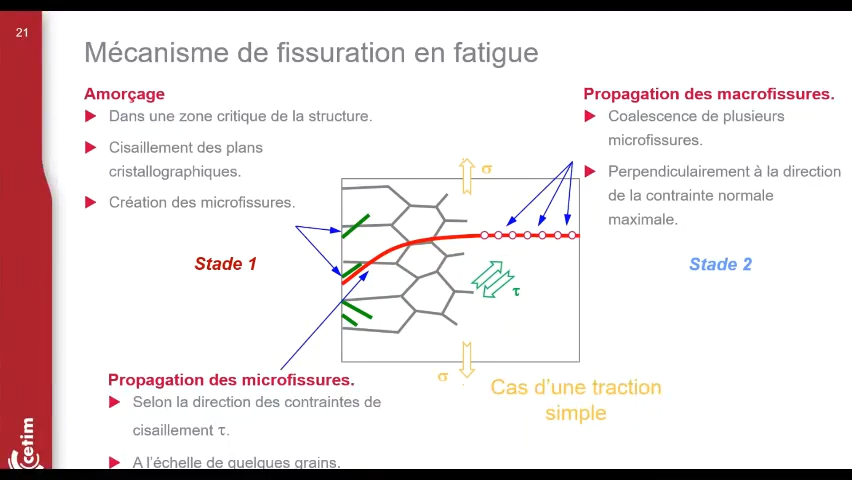 21
Mécanisme de fissuration en fatigue
Amorçage
Dans une zone critique de la structure.
Cisaillement des plans
cristallographiques.
Création des microfissures.
Stade 1
Propagation des macrofissures.
Coalescence de plusieurs
microfissures.
Perpendiculairement à la direction
de la contrainte normale
maximale.
Stade 2
σ
τ
σ
Cas d'une traction
simple
Propagation des microfissures.
Selon la direction des contraintes de
cisaillement τ.
A l'échelle de quelques grains.
cetim